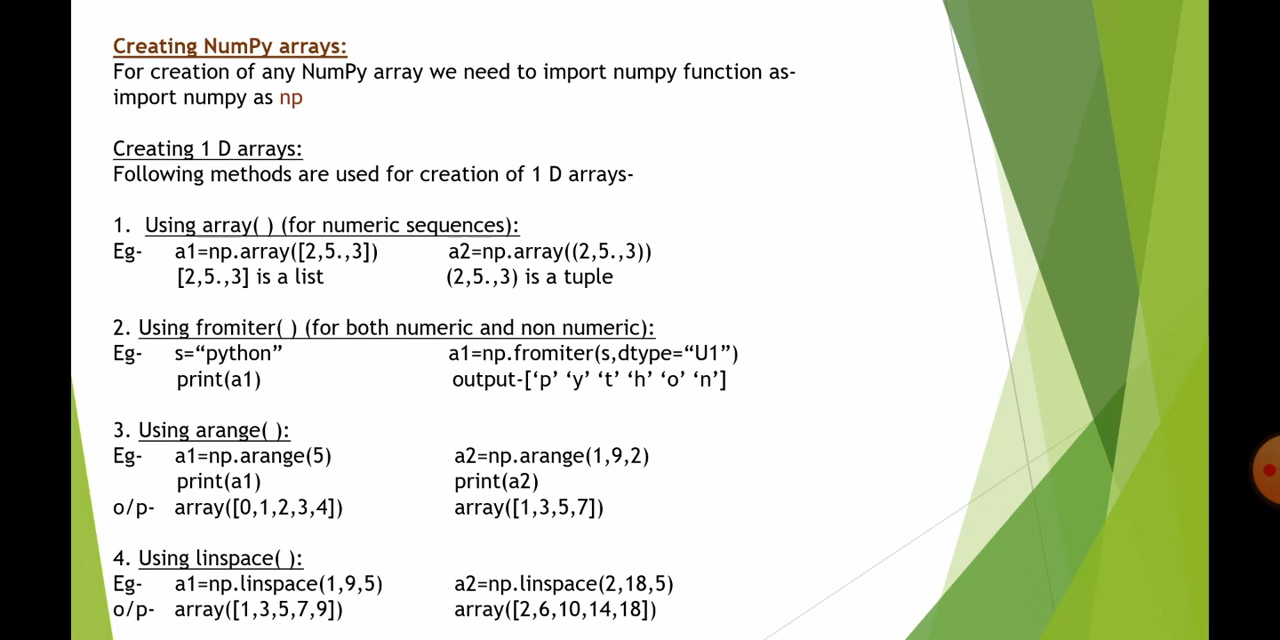 Creating NumPy arrays:
For creation of any NumPy array we need to import numpy function as-
import numpy as np
Creating 1 D arrays:
Following methods are used for creation of 1 D arrays-
1. Using array( ) (for numeric sequences):
Eg- a1=np.array([2,5.,3]) a2=np.array((2,5.,3))
[2,5.,3] is a list (2,5.,3) is a tuple
2. Using fromiter( ) (for both numeric and non numeric):
Eg- s=“python” a1=np.fromiter(s,dtype=“U1”)
print(a1) output-[‘p’ ‘y’ ‘t’ ‘h’ ‘o’ ‘n’]
3. Using arange( ):
Eg- a1=np.arange(5) a2=np.arange(1,9,2)
print(a1) print(a2)
o/p- array([0,1,2,3,4]) array([1,3,5,7])
4. Using linspace( ):
Eg- a1=np.linspace(1,9,5) a2=np.linspace(2,18,5)
o/p- array([1,3,5,7,9]) array([2,6,10,14,18])